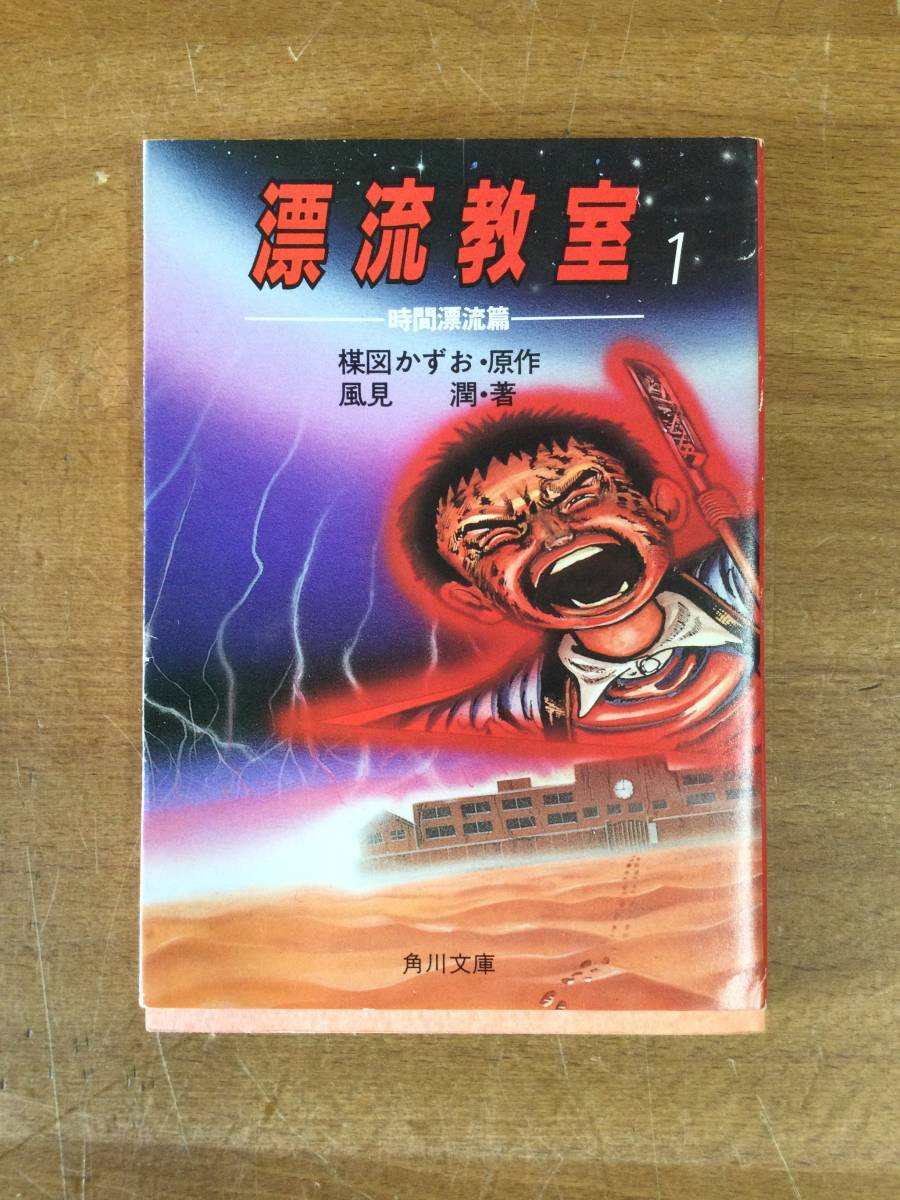 漂流教室 1
時間漂流篇
楳図かずお・原作
風見 潤・著
角川文庫